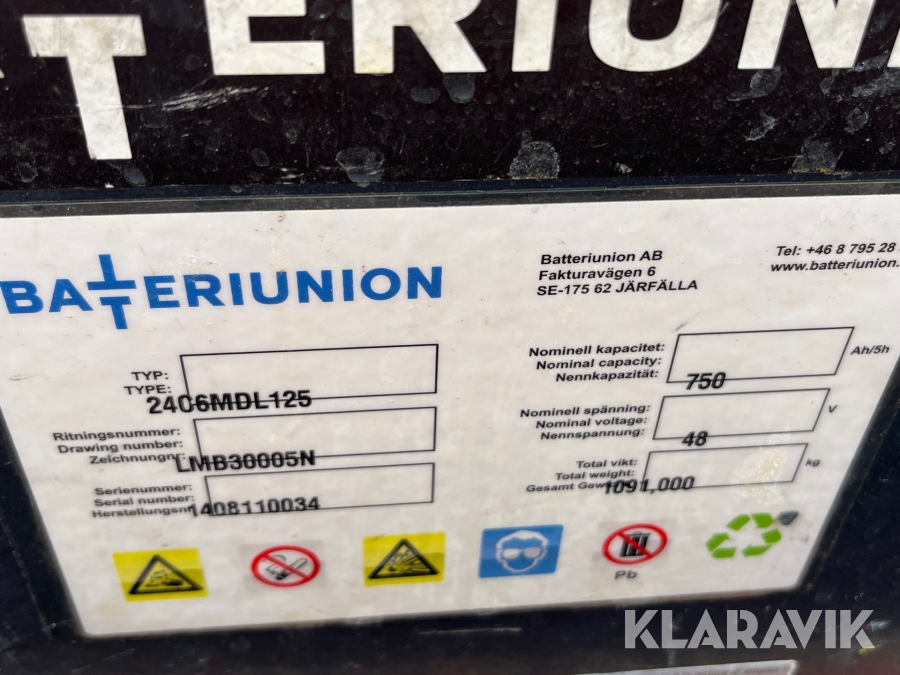 BATTERIUNION
BATTERIUNION
Batteriunion AB
Fakturavägen 6
SE-175 62 JÄRFÄLLA
Tel: +46 8 795 28
www.batteriunion.
TYP:
TYPE:
2406MDL125
Ritningsnummer:
Drawing number:
Zeichnungnr
LMB30005N
Serienummer:
Serial number:
Herstellungsnr
1408110034
Nominell kapacitet:
Nominal capacity:
Nennkapazität:
750
Ah/5h
Nominell spänning:
Nominal voltage:
Nennspannung:
48
V
Total vikt:
Total weight:
Gesamt Gew
1091,000
kg
Pb
KLARAVIK